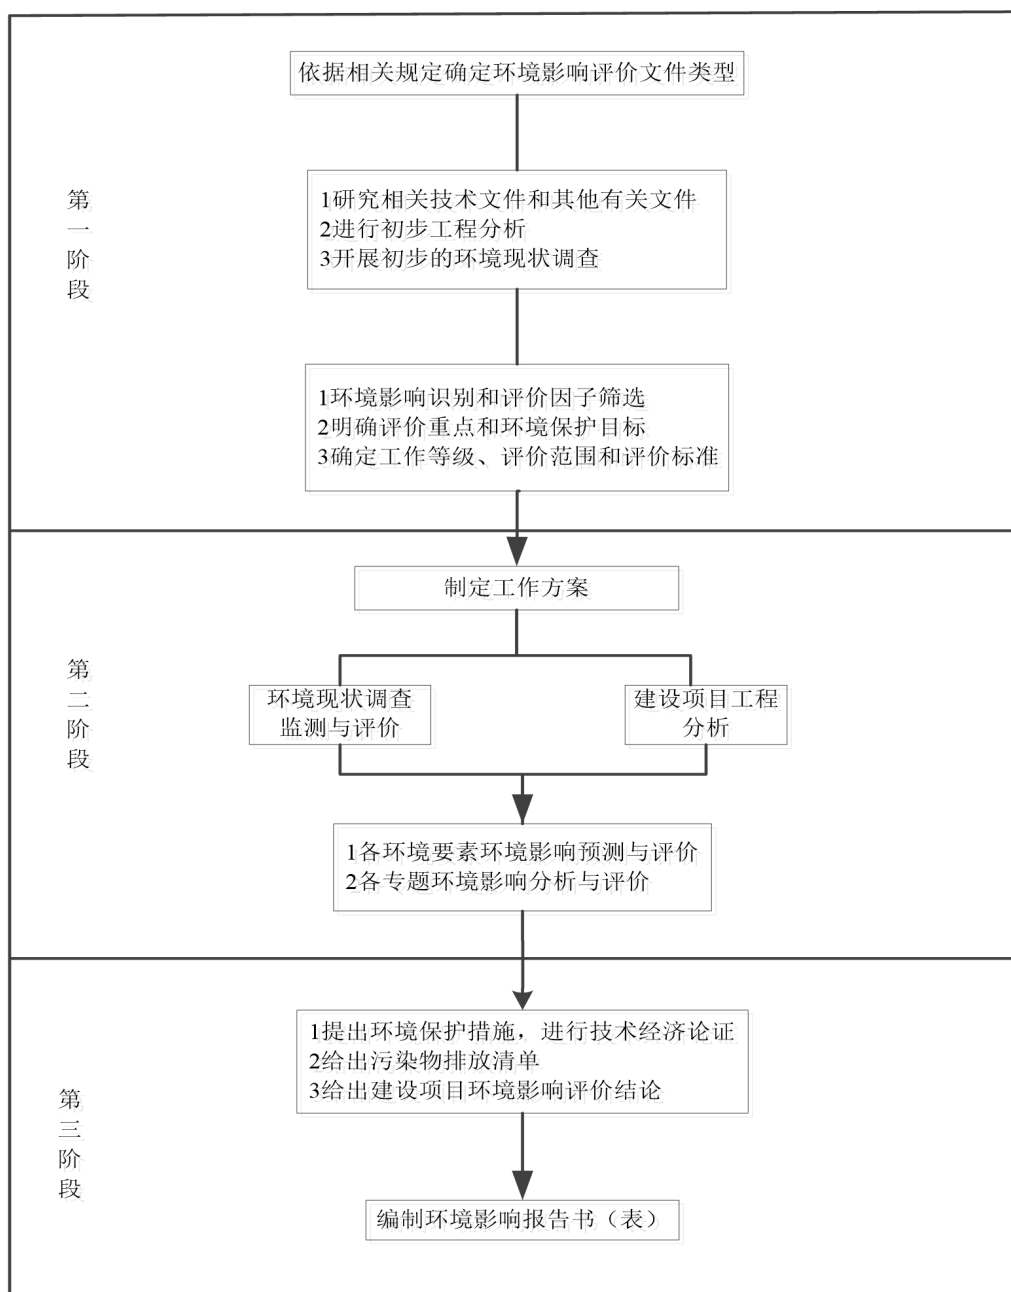 依据相关规定确定环境影响评价文件类型
第一阶段
1研究相关技术文件和其他有关文件
2进行初步工程分析
3开展初步的环境现状调查
1环境影响识别和评价因子筛选
2明确评价重点和环境保护目标
3确定工作等级、评价范围和评价标准
制定工作方案
第二阶段
环境现状调查
监测与评价
建设项目工程
分析
1各环境要素环境影响预测与评价
2各专题环境影响分析与评价
第三阶段
1提出环境保护措施，进行技术经济论证
2给出污染物排放清单
3给出建设项目环境影响评价结论
编制环境影响报告书（表）